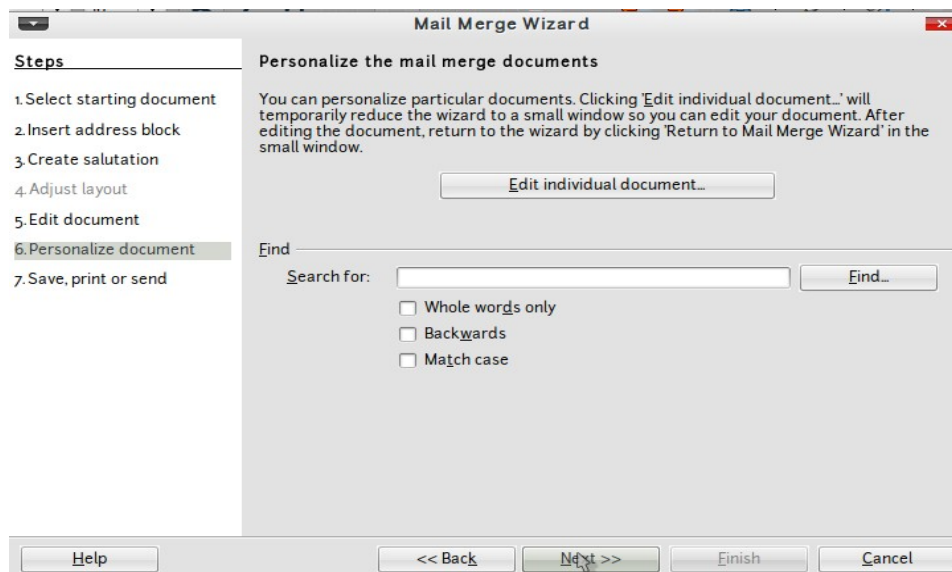 Mail Merge Wizard
Steps
1. Select starting document
2. Insert address block
3. Create salutation
4. Adjust layout
5. Edit document
6. Personalize document
7. Save, print or send
Personalize the mail merge documents
You can personalize particular documents. Clicking 'Edit individual document...' will
temporarily reduce the wizard to a small window so you can edit your document. After
editing the document, return to the wizard by clicking 'Return to Mail Merge Wizard' in the
small window.
Edit individual document...
Find
Search for:
Find...
Whole words only
Backwards
Match case
Help
<< Back
Next >>
Finish
Cancel